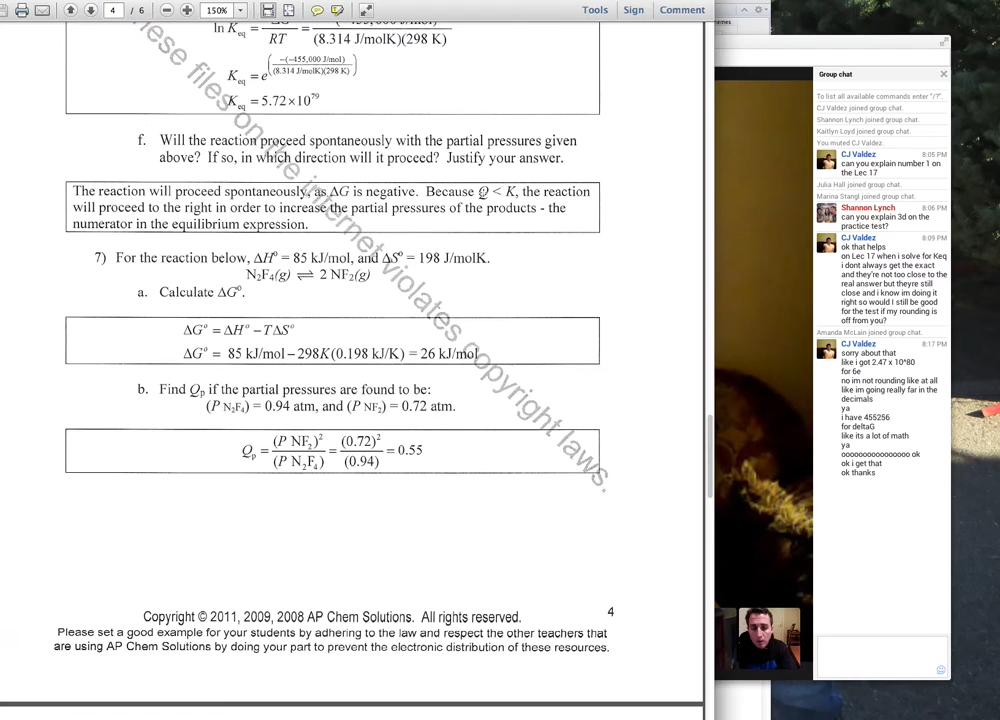 4 / 6
150%
Tools Sign Comment
ln K eq = =
RT (8.314 J/molK)(298 K)
K eq = e ( −(−455,000 J/mol) / (8.314 J/molK)(298 K) )
K eq = 5.72×10^79
f. Will the reaction proceed spontaneously with the partial pressures given
above? If so, in which direction will it proceed? Justify your answer.
The reaction will proceed spontaneously, as ΔG is negative. Because Q < K, the reaction
will proceed to the right in order to increase the partial pressures of the products - the
numerator in the equilibrium expression.
7) For the reaction below, ΔH° = 85 kJ/mol, and ΔS° = 198 J/molK.
N₂F₄(g) ⇌ 2 NF₂(g)
a. Calculate ΔG°.
ΔG° = ΔH° − TΔS°
ΔG° = 85 kJ/mol − 298K(0.198 kJ/K) = 26 kJ/mol
b. Find Qp if the partial pressures are found to be:
(P N₂F₄) = 0.94 atm, and (P NF₂) = 0.72 atm.
Qp = (P NF₂)² / (P N₂F₄) = (0.72)² / (0.94) = 0.55
these files on the internet violates copyright laws.
Copyright © 2011, 2009, 2008 AP Chem Solutions. All rights reserved.
4
Please set a good example for your students by adhering to the law and respect the other teachers that
are using AP Chem Solutions by doing your part to prevent the electronic distribution of these resources.
Group chat
To list all available commands enter "/?".
CJ Valdez joined group chat.
Shannon Lynch joined group chat.
Kaitlyn Loyd joined group chat.
You muted CJ Valdez.
CJ Valdez 8:05 PM
can you explain number 1 on
the Lec 17
Julia Hall joined group chat.
Marina Stangl joined group chat.
Shannon Lynch 8:06 PM
can you explain 3d on the
practice test?
CJ Valdez 8:09 PM
ok that helps
on Lec 17 when i solve for Keq
i dont always get the exact
and they're not too close to the
real answer but theyre still
close and i know im doing it
right so would I still be good
for the test if my rounding is
off from you?
Amanda McLain joined group chat.
CJ Valdez 8:17 PM
sorry about that
like i got 2.47 x 10^80
for 6e
no im not rounding like at all
like im going really far in the
decimals
ya
i have 455256
for deltaG
like its a lot of math
ya
oooooooooooooooo ok
ok i get that
ok thanks